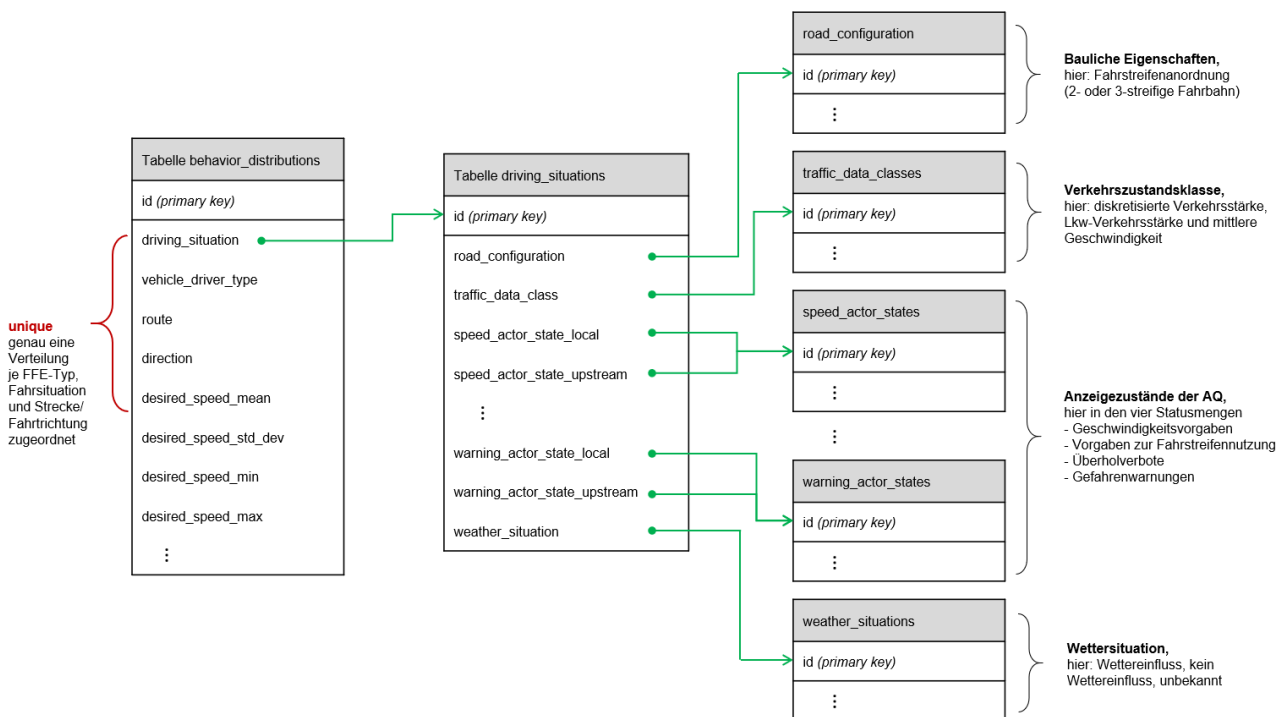 unique
genau eine
Verteilung
je FFE-Typ,
Fahrsituation
und Strecke/
Fahrtrichtung
zugeordnet
Tabelle behavior_distributions
id (primary key)
driving_situation
vehicle_driver_type
route
direction
desired_speed_mean
desired_speed_std_dev
desired_speed_min
desired_speed_max
⋮
Tabelle driving_situations
id (primary key)
road_configuration
traffic_data_class
speed_actor_state_local
speed_actor_state_upstream
⋮
warning_actor_state_local
warning_actor_state_upstream
weather_situation
road_configuration
id (primary key)
⋮
Bauliche Eigenschaften,
hier: Fahrstreifenanordnung
(2- oder 3-streifige Fahrbahn)
traffic_data_classes
id (primary key)
⋮
Verkehrszustandsklasse,
hier: diskretisierte Verkehrsstärke,
Lkw-Verkehrsstärke und mittlere
Geschwindigkeit
speed_actor_states
id (primary key)
⋮
⋮
warning_actor_states
id (primary key)
⋮
Anzeigezustände der AQ,
hier in den vier Statusmengen
- Geschwindigkeitsvorgaben
- Vorgaben zur Fahrstreifennutzung
- Überholverbote
- Gefahrenwarnungen
weather_situations
id (primary key)
⋮
Wettersituation,
hier: Wettereinfluss, kein
Wettereinfluss, unbekannt